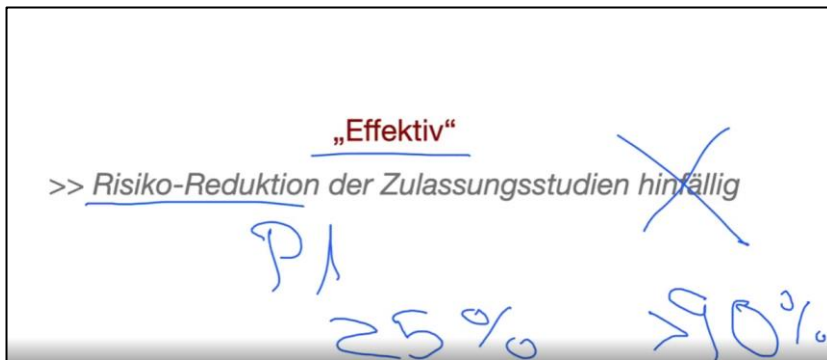 „Effektiv“
>> Risiko-Reduktion der Zulassungsstudien hinfällig
P1
25% >90%